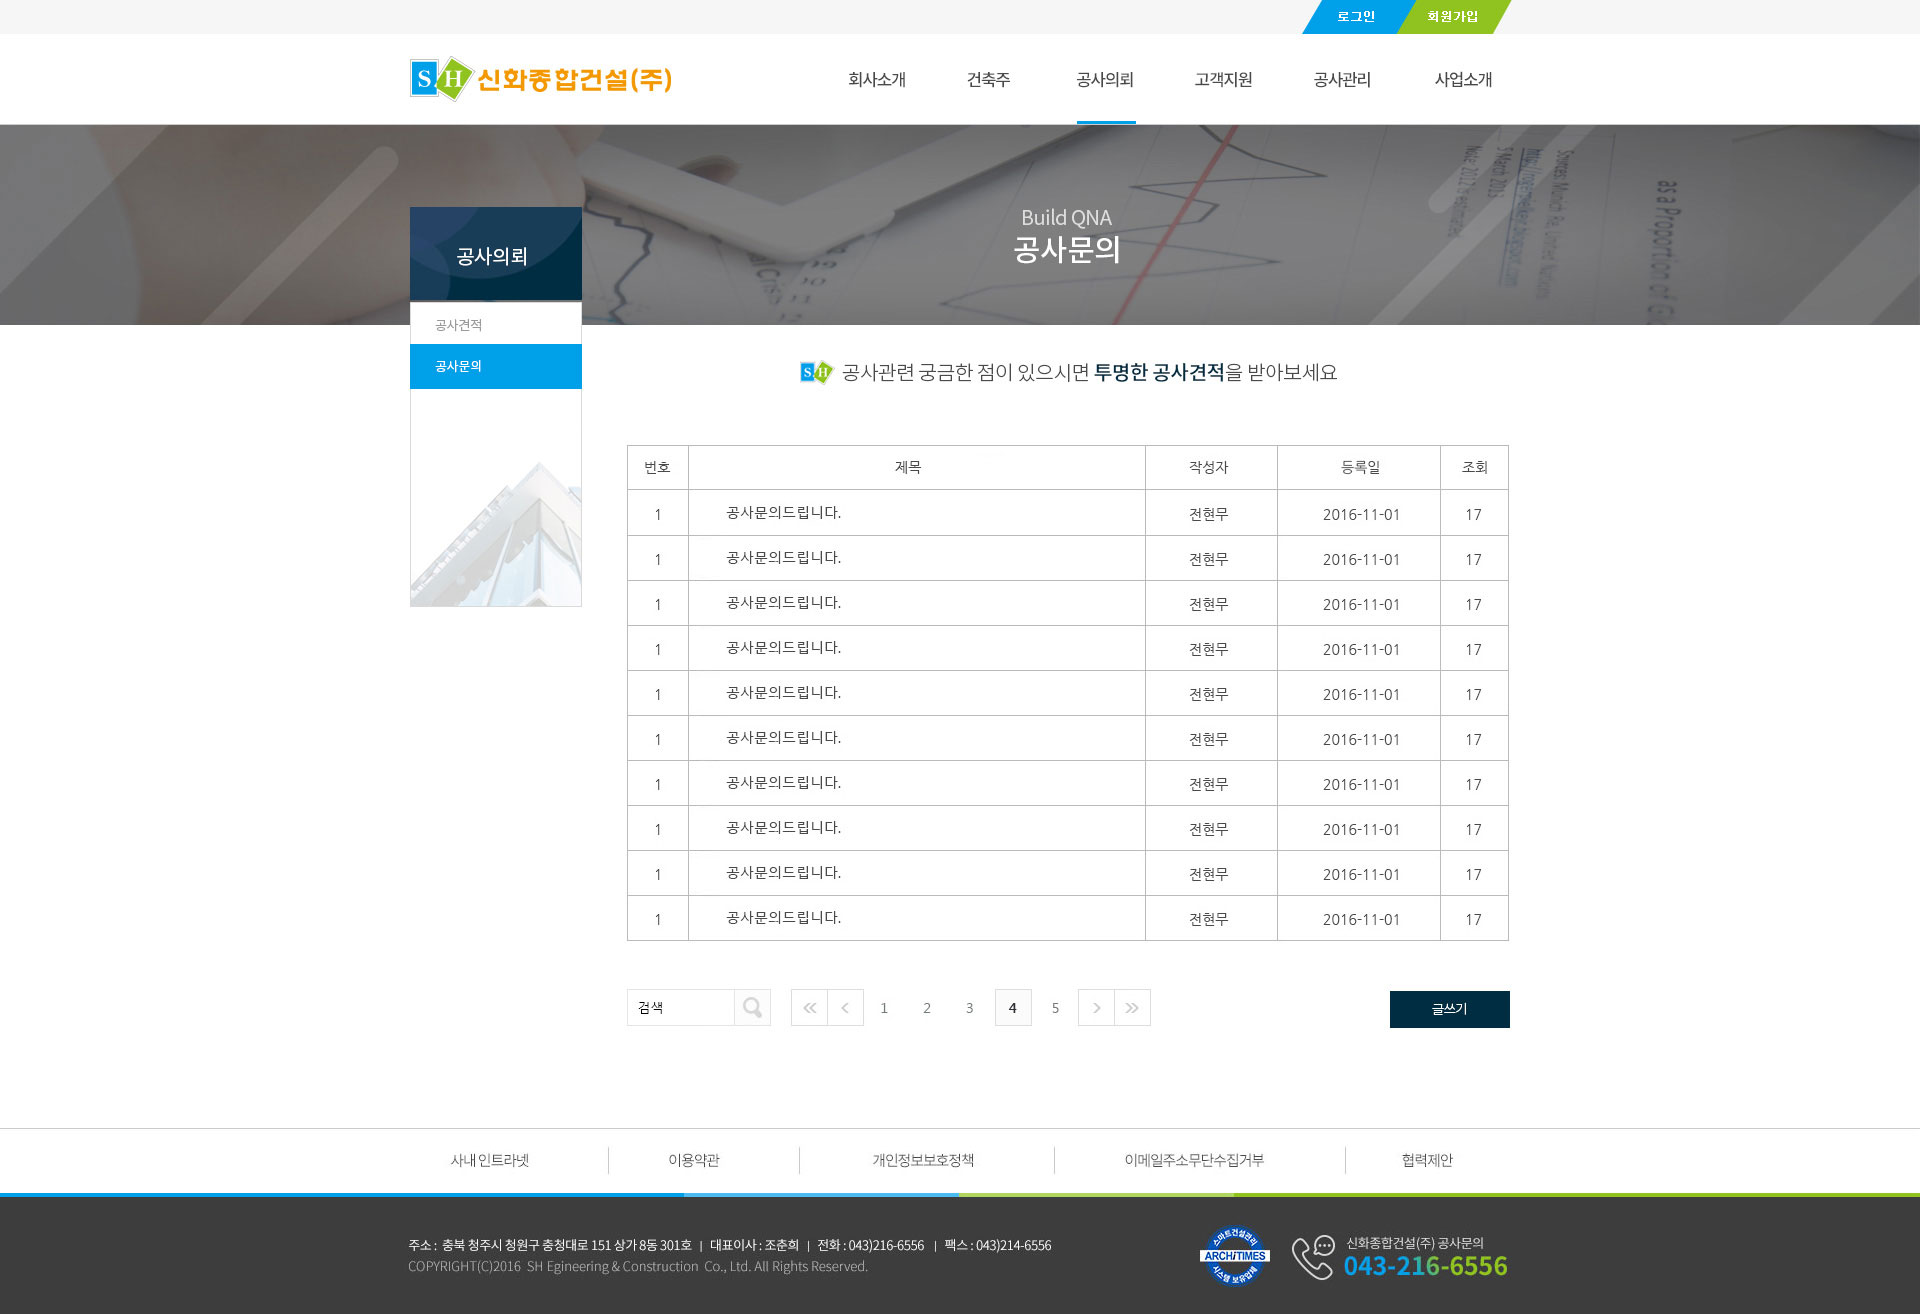 로그인 회원가입
SH 신화종합건설(주)
회사소개 건축주 공사의뢰 고객지원 공사관리 사업소개
Build QNA
공사문의
공사의뢰
공사견적
공사문의
SH 공사관련 궁금한 점이 있으시면 투명한 공사견적을 받아보세요
번호 제목 작성자 등록일 조회
1 공사문의드립니다. 전현무 2016-11-01 17
1 공사문의드립니다. 전현무 2016-11-01 17
1 공사문의드립니다. 전현무 2016-11-01 17
1 공사문의드립니다. 전현무 2016-11-01 17
1 공사문의드립니다. 전현무 2016-11-01 17
1 공사문의드립니다. 전현무 2016-11-01 17
1 공사문의드립니다. 전현무 2016-11-01 17
1 공사문의드립니다. 전현무 2016-11-01 17
1 공사문의드립니다. 전현무 2016-11-01 17
1 공사문의드립니다. 전현무 2016-11-01 17
검색 1 2 3 4 5 글쓰기
사내 인트라넷 이용약관 개인정보보호정책 이메일주소무단수집거부 협력제안
주소 : 충북 청주시 청원구 충청대로 151 상가 8동 301호 | 대표이사 : 조춘희 | 전화 : 043)216-6556 | 팩스 : 043)214-6556
COPYRIGHT(C)2016 SH Egineering & Construction Co., Ltd. All Rights Reserved.
스마트건설관리
ARCHiTIMES
시스템 보유업체
신화종합건설(주) 공사문의
043-216-6556